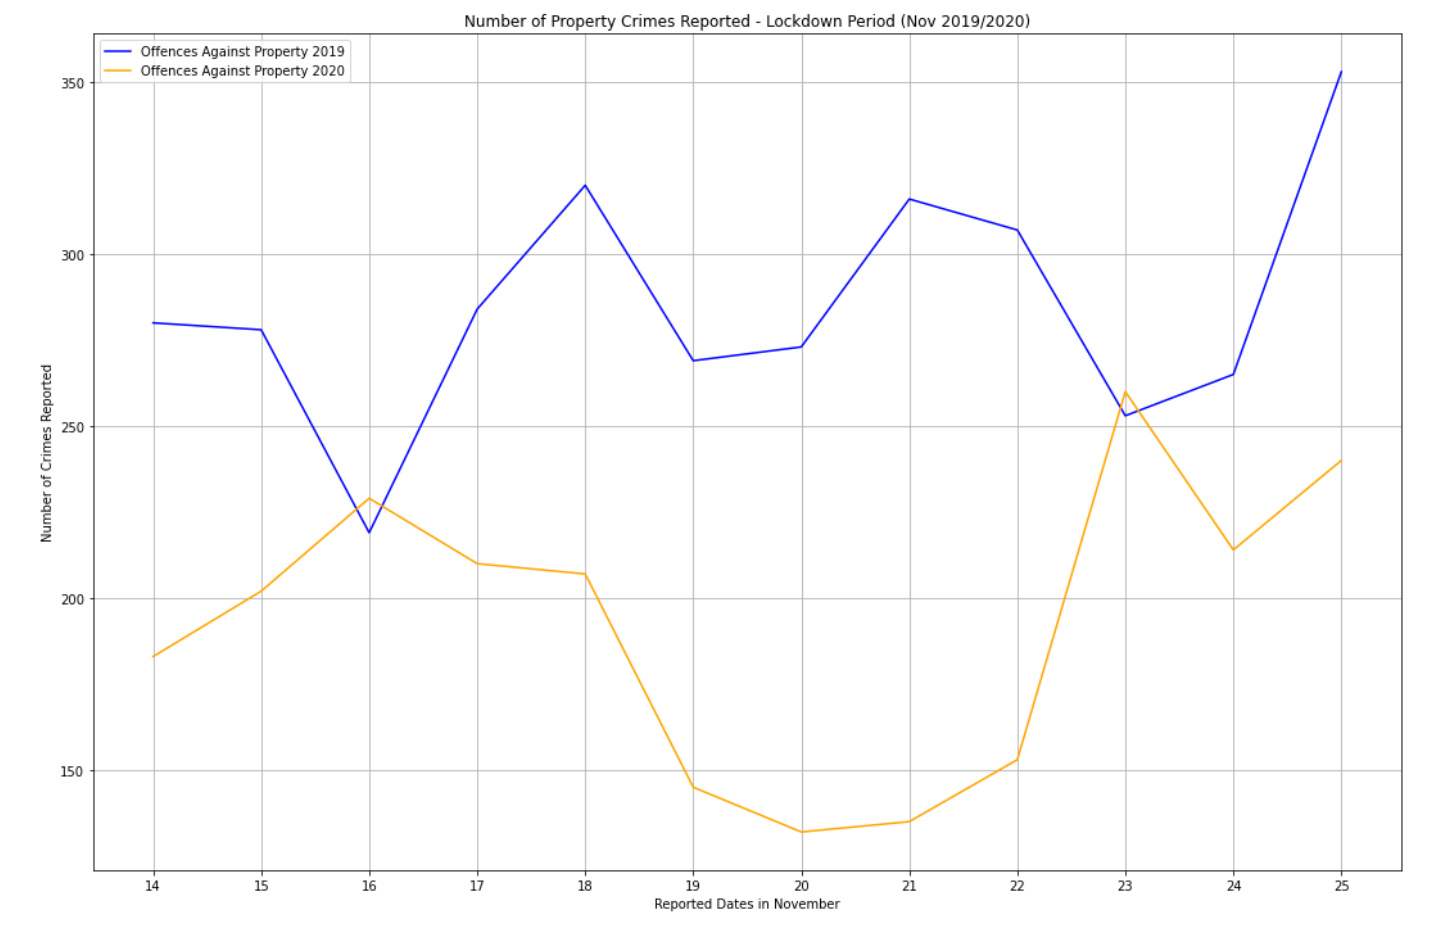 Number of Property Crimes Reported - Lockdown Period (Nov 2019/2020)
Offences Against Property 2019
Offences Against Property 2020
350
300
250
200
150
Number of Crimes Reported
14 15 16 17 18 19 20 21 22 23 24 25
Reported Dates in November